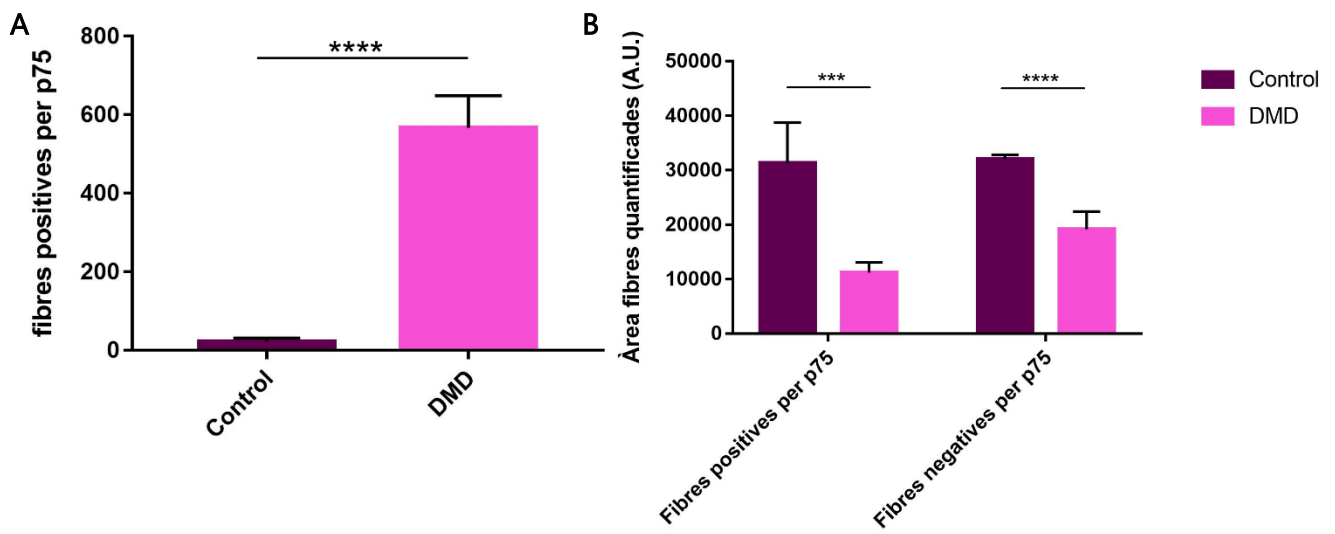 A
fibres positives per p75
800
600
400
200
0
****
Control
DMD
B
Àrea fibres quantificades (A.U.)
50000
40000
30000
20000
10000
0
***
****
Fibres positives per p75
Fibres negatives per p75
Control
DMD